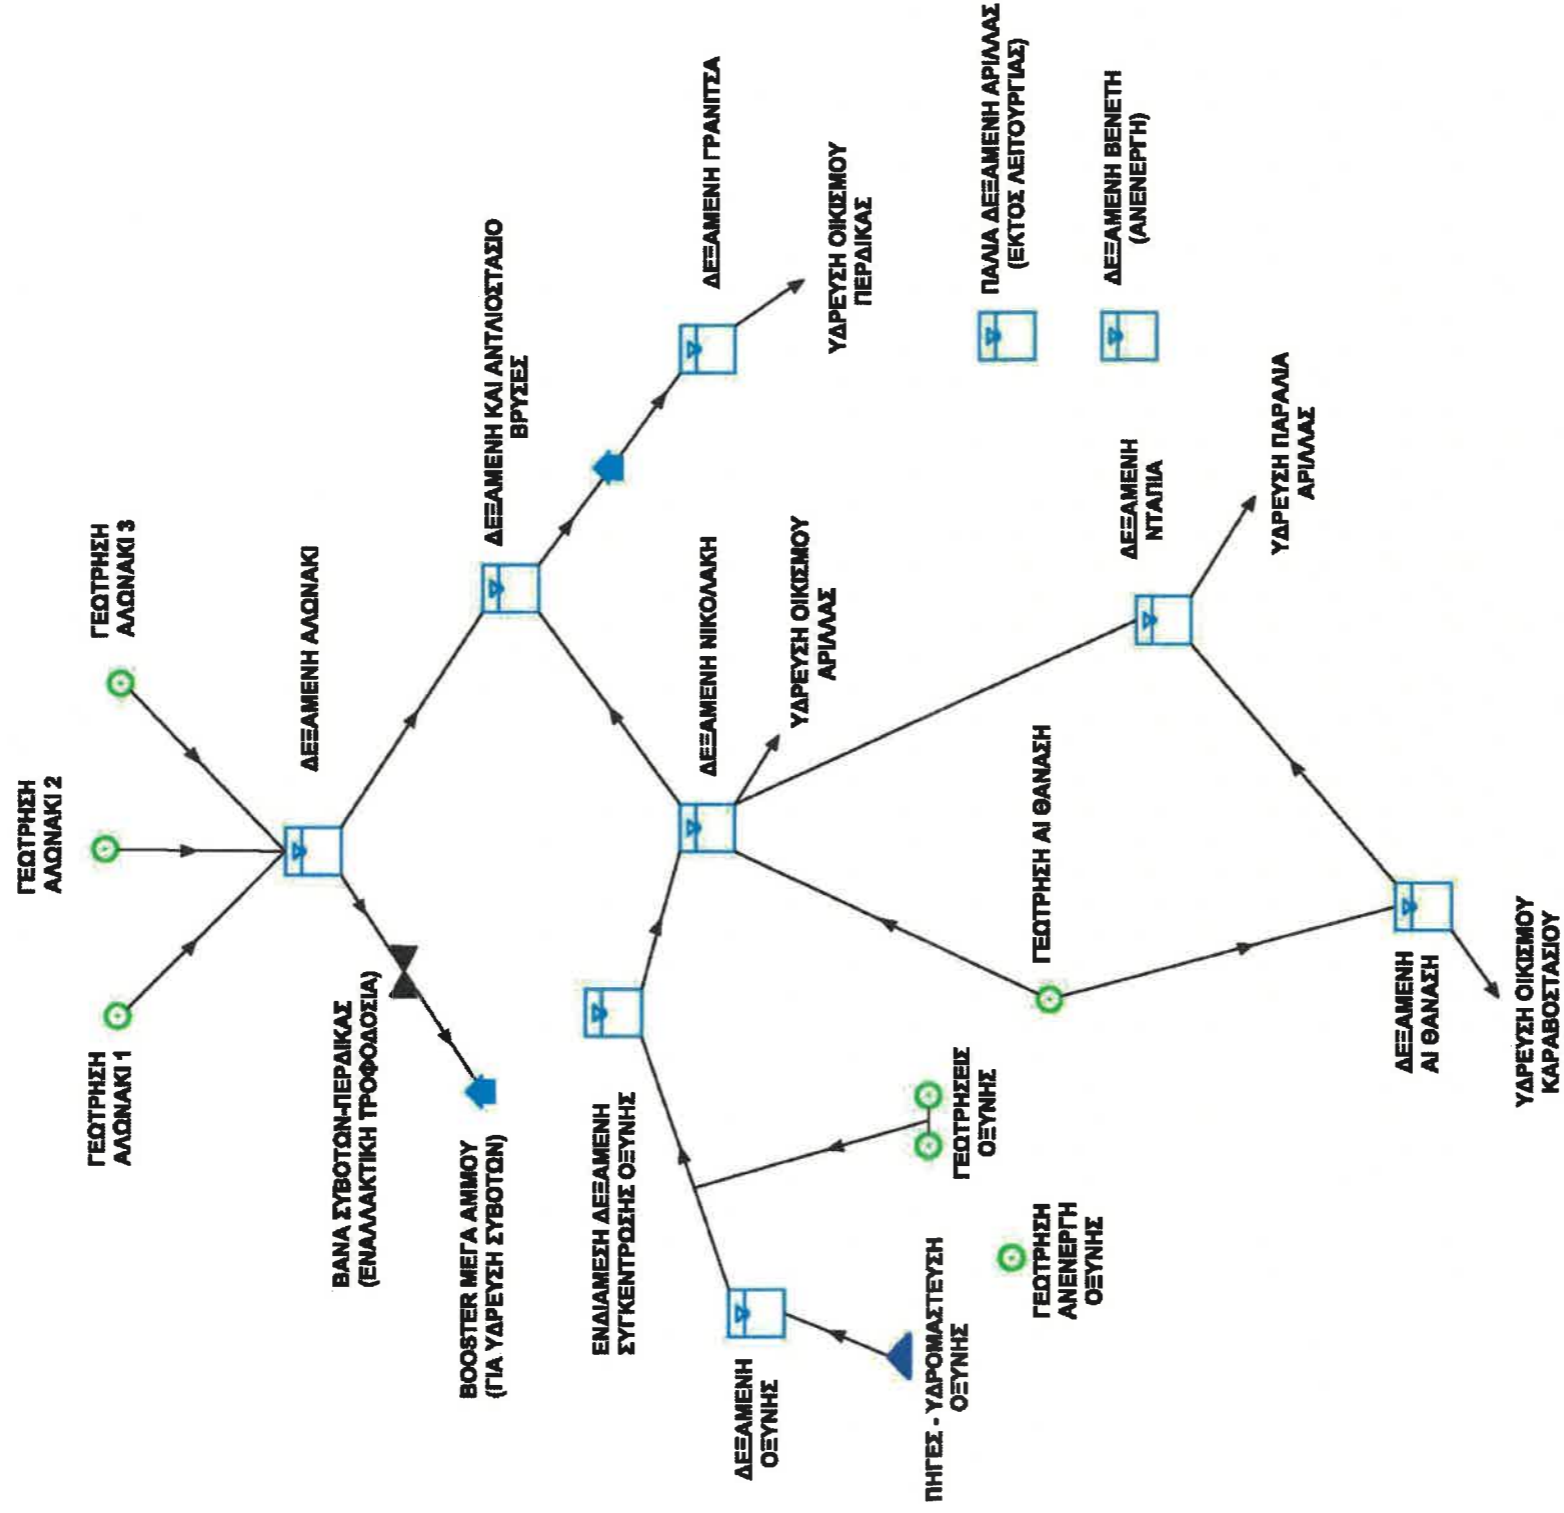 ΓΕΩΤΡΗΣΗ
ΑΛΩΝΑΚΙ 1
ΓΕΩΤΡΗΣΗ
ΑΛΩΝΑΚΙ 2
ΓΕΩΤΡΗΣΗ
ΑΛΩΝΑΚΙ 3
ΔΕΞΑΜΕΝΗ ΑΛΩΝΑΚΙ
ΒΑΝΑ ΣΥΒΟΤΩΝ-ΠΕΡΔΙΚΑΣ
(ΕΝΑΛΛΑΚΤΙΚΗ ΤΡΟΦΟΔΟΣΙΑ)
BOOSTER ΜΕΓΑ ΑΜΜΟΥ
(ΓΙΑ ΥΔΡΕΥΣΗ ΣΥΒΟΤΩΝ)
ΔΕΞΑΜΕΝΗ ΚΑΙ ΑΝΤΛΙΟΣΤΑΣΙΟ
ΒΡΥΣΕΣ
ΕΝΔΙΑΜΕΣΗ ΔΕΞΑΜΕΝΗ
ΣΥΓΚΕΝΤΡΩΣΗΣ ΟΞΥΝΗΣ
ΔΕΞΑΜΕΝΗ ΝΙΚΟΛΑΚΗ
ΔΕΞΑΜΕΝΗ ΓΡΑΝΙΤΣΑ
ΔΕΞΑΜΕΝΗ
ΟΞΥΝΗΣ
ΥΔΡΕΥΣΗ ΟΙΚΙΣΜΟΥ
ΑΡΙΛΛΑΣ
ΥΔΡΕΥΣΗ ΟΙΚΙΣΜΟΥ
ΠΕΡΔΙΚΑΣ
ΠΗΓΕΣ - ΥΔΡΟΜΑΣΤΕΥΣΗ
ΟΞΥΝΗΣ
ΓΕΩΤΡΗΣΕΙΣ
ΟΞΥΝΗΣ
ΓΕΩΤΡΗΣΗ
ΑΝΕΝΕΡΓΗ
ΟΞΥΝΗΣ
ΓΕΩΤΡΗΣΗ ΑΙ ΘΑΝΑΣΗ
ΠΑΛΙΑ ΔΕΞΑΜΕΝΗ ΑΡΙΛΛΑΣ
(ΕΚΤΟΣ ΛΕΙΤΟΥΡΓΙΑΣ)
ΔΕΞΑΜΕΝΗ ΒΕΝΕΤΗ
(ΑΝΕΝΕΡΓΗ)
ΔΕΞΑΜΕΝΗ
ΝΤΑΠΙΑ
ΥΔΡΕΥΣΗ ΠΑΡΑΛΙΑ
ΑΡΙΛΛΑΣ
ΔΕΞΑΜΕΝΗ
ΑΙ ΘΑΝΑΣΗ
ΥΔΡΕΥΣΗ ΟΙΚΙΣΜΟΥ
ΚΑΡΑΒΟΣΤΑΣΙΟΥ